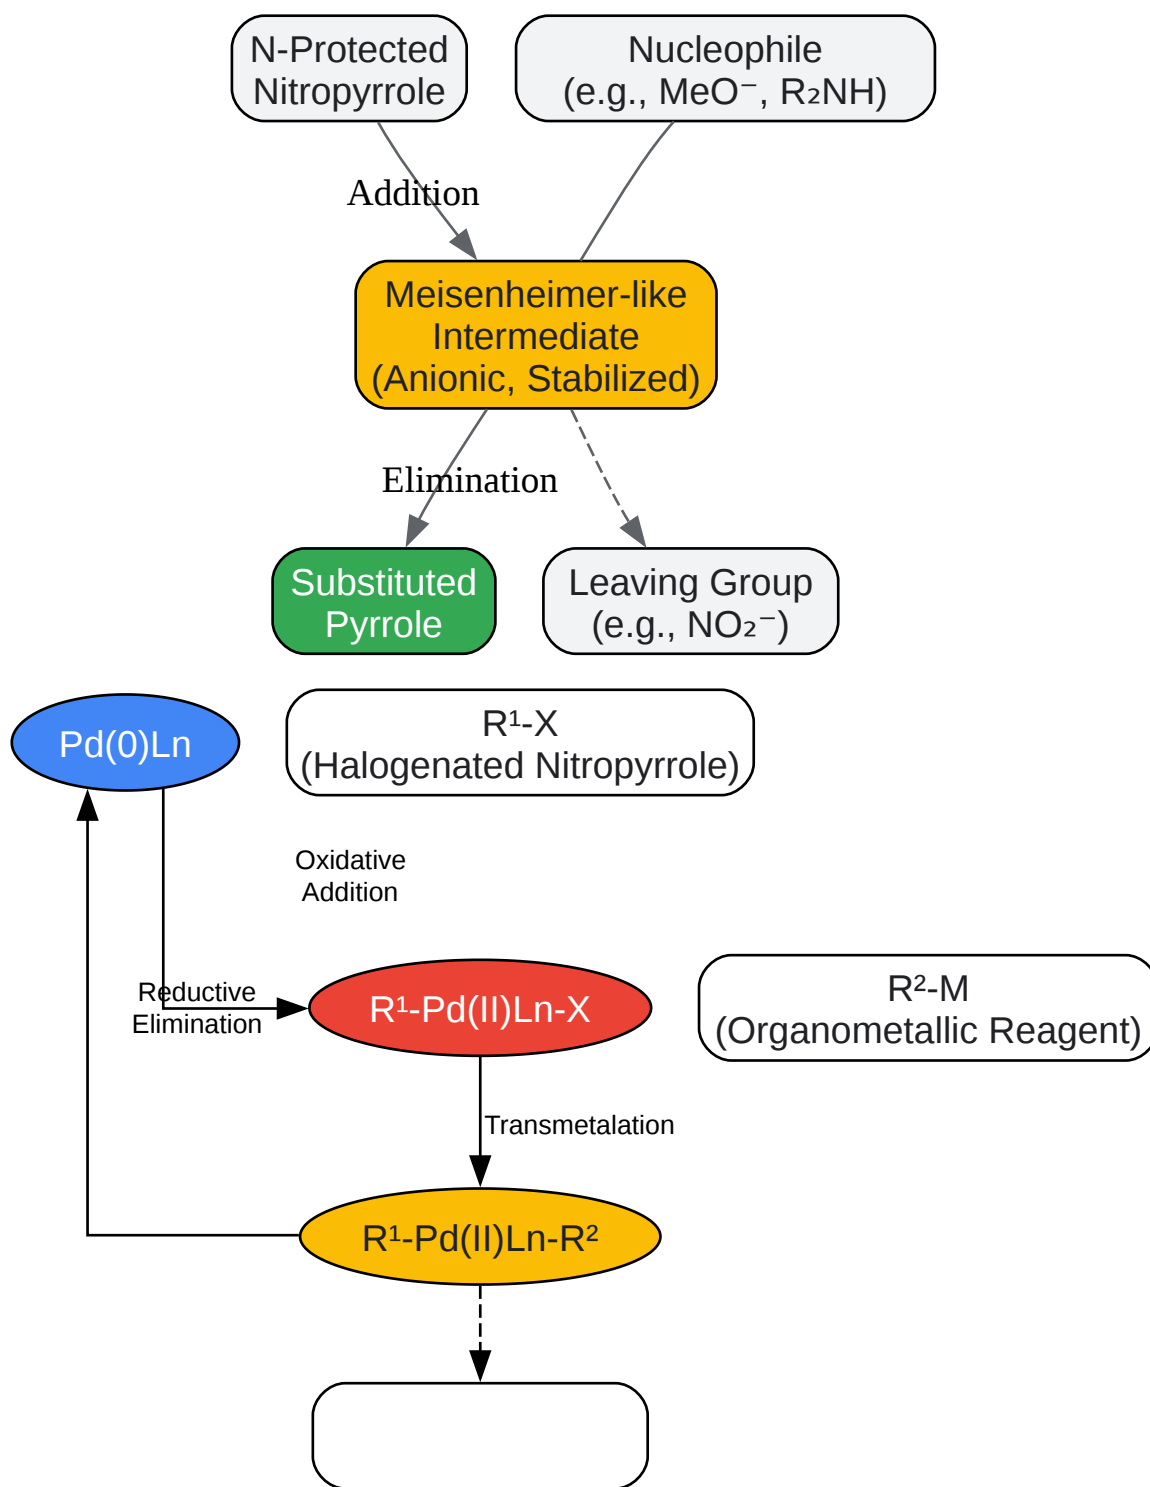 N-Protected
Nitropyrrole
Nucleophile
(e.g., MeO⁻, R₂NH)
Addition
Meisenheimer-like
Intermediate
(Anionic, Stabilized)
Elimination
Substituted
Pyrrole
Leaving Group
(e.g., NO₂⁻)
Pd(0)Ln
R¹-X
(Halogenated Nitropyrrole)
Oxidative
Addition
Reductive
Elimination
R¹-Pd(II)Ln-X
R²-M
(Organometallic Reagent)
Transmetalation
R¹-Pd(II)Ln-R²